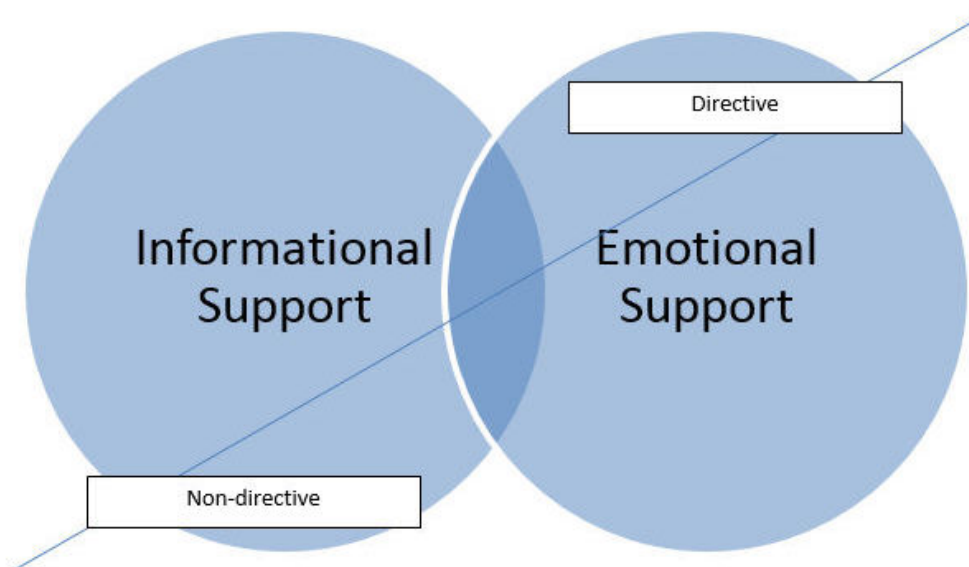 Directive
Informational
Support
Emotional
Support
Non-directive